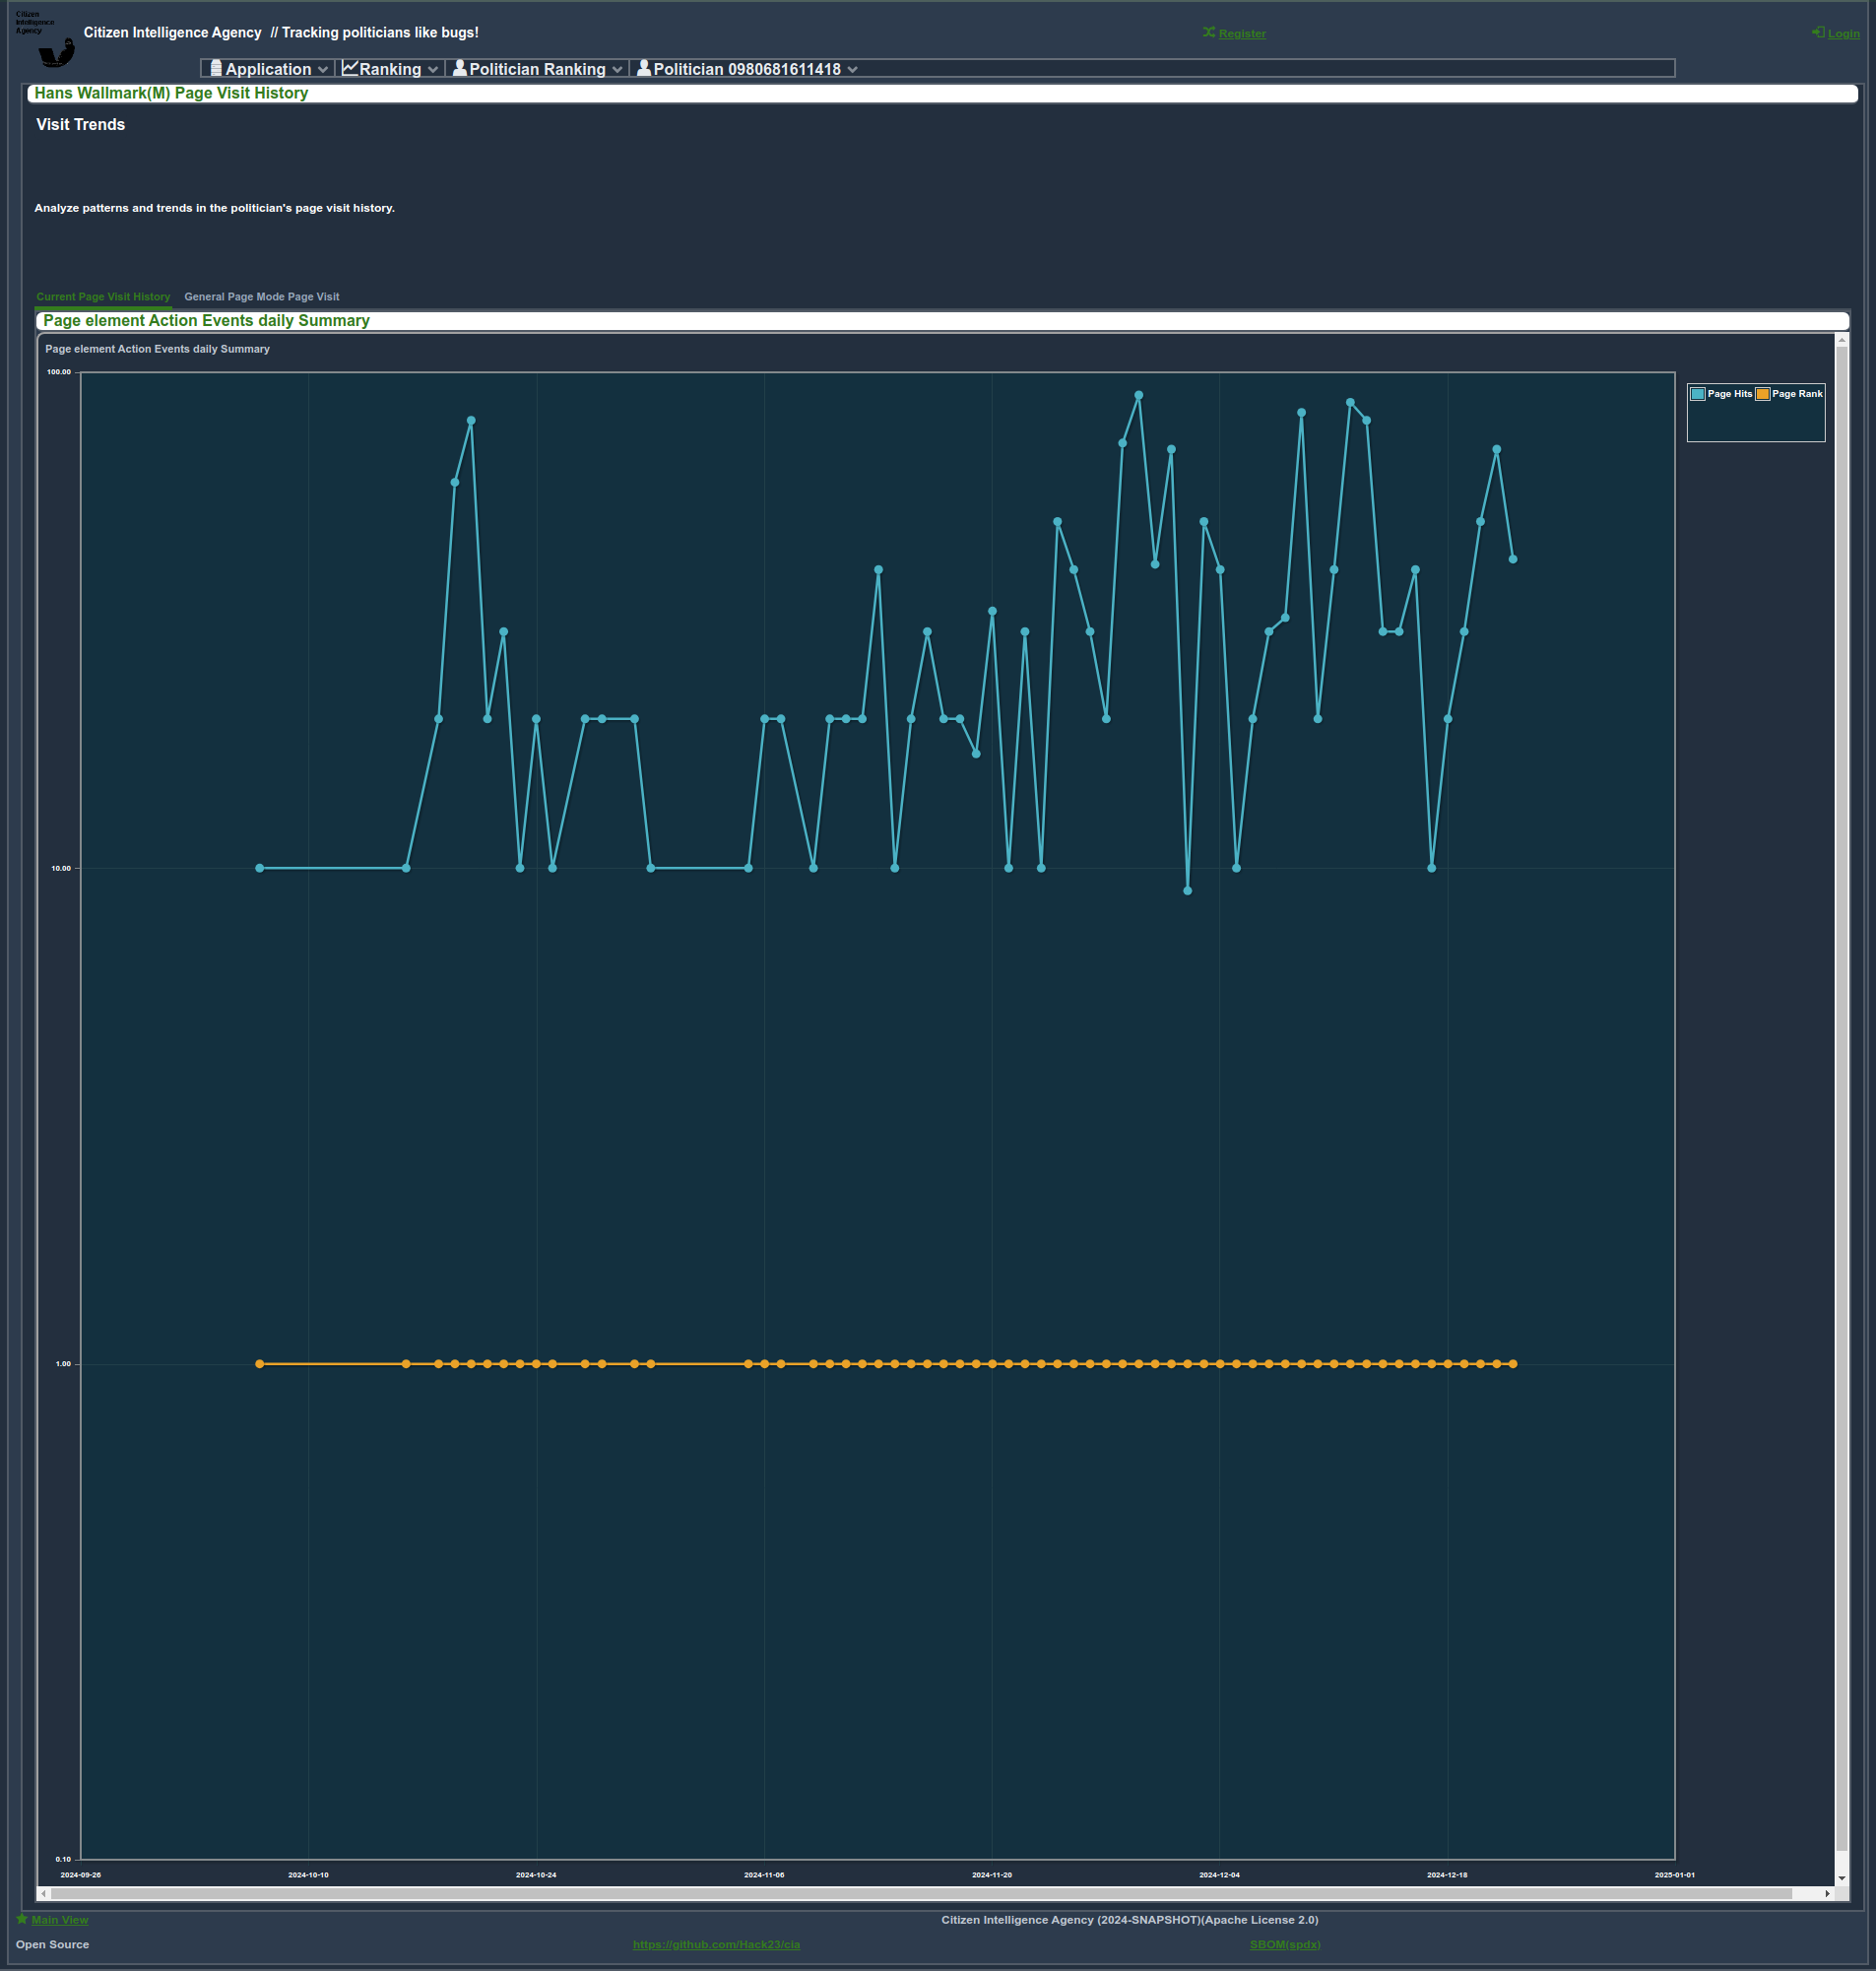 Citizen
Intelligence
Agency
Citizen Intelligence Agency // Tracking politicians like bugs!
Register
Login
Application
Ranking
Politician Ranking
Politician 0980681611418
Hans Wallmark(M) Page Visit History
Visit Trends
Analyze patterns and trends in the politician's page visit history.
Current Page Visit History
General Page Mode Page Visit
Page element Action Events daily Summary
Page element Action Events daily Summary
100.00
10.00
1.00
0.10
Page Hits
Page Rank
2024-09-26
2024-10-10
2024-10-24
2024-11-06
2024-11-20
2024-12-04
2024-12-18
2025-01-01
Main View
Citizen Intelligence Agency (2024-SNAPSHOT)(Apache License 2.0)
Open Source
https://github.com/Hack23/cia
SBOM(spdx)